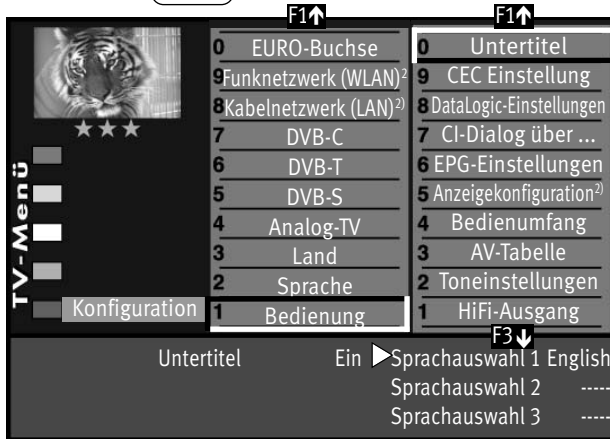 F1↑ F1↑
0 EURO-Buchse
9 Funknetzwerk (WLAN)2
8 Kabelnetzwerk (LAN)2)
7 DVB-C
6 DVB-T
5 DVB-S
4 Analog-TV
3 Land
2 Sprache
1 Bedienung
0 Untertitel
9 CEC Einstellung
8 DataLogic-Einstellungen
7 CI-Dialog über ...
6 EPG-Einstellungen
5 Anzeigekonfiguration2)
4 Bedienumfang
3 AV-Tabelle
2 Toneinstellungen
1 HiFi-Ausgang
F3↓
TV-Menü
Konfiguration
Untertitel Ein Sprachauswahl 1 English
Sprachauswahl 2 -----
Sprachauswahl 3 -----